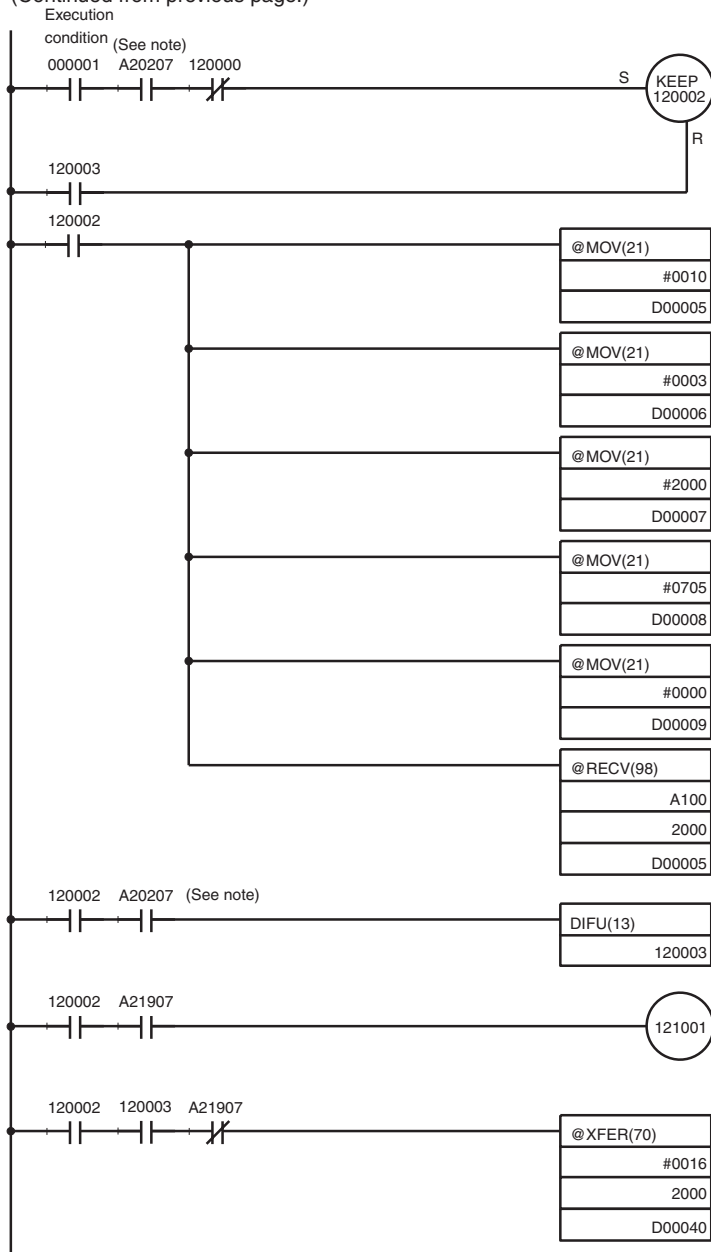 (Continued from previous page.)
Execution
condition (See note)
000001 A20207 120000
S KEEP
120002
R
120003
120002
@MOV(21)
#0010
D00005
@MOV(21)
#0003
D00006
@MOV(21)
#2000
D00007
@MOV(21)
#0705
D00008
@MOV(21)
#0000
D00009
@RECV(98)
A100
2000
D00005
120002 A20207 (See note)
DIFU(13)
120003
120002 A21907
121001
120002 120003 A21907
@XFER(70)
#0016
2000
D00040